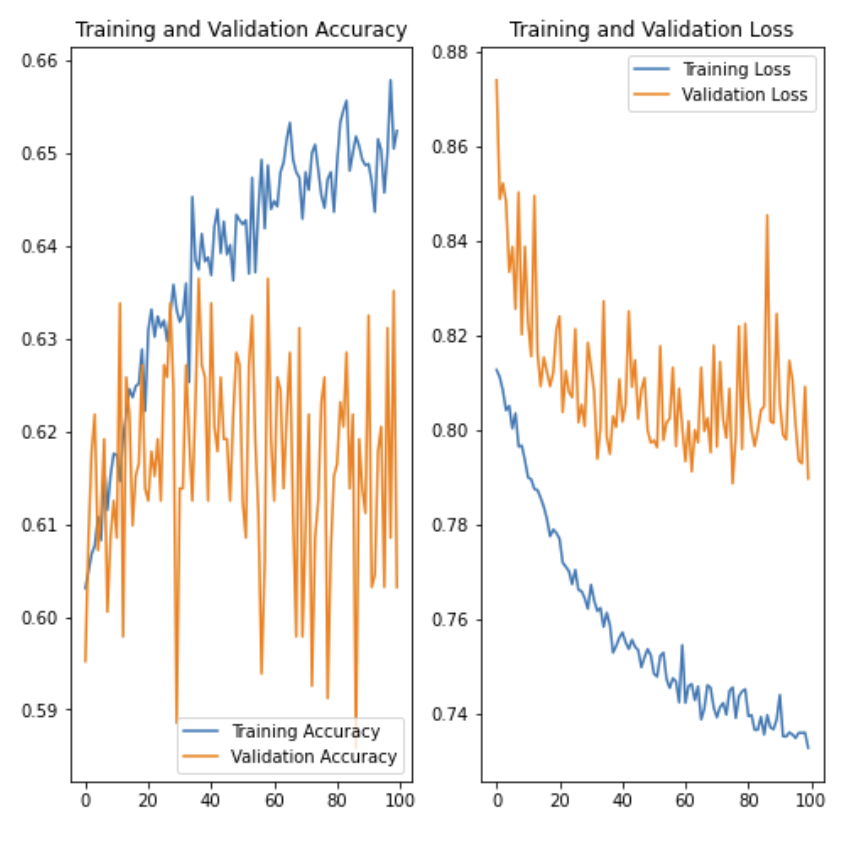 Training and Validation Accuracy
0.66
0.65
0.64
0.63
0.62
0.61
0.60
0.59
Training Accuracy
Validation Accuracy
0 20 40 60 80 100
Training and Validation Loss
0.88
0.86
0.84
0.82
0.80
0.78
0.76
0.74
Training Loss
Validation Loss
0 20 40 60 80 100